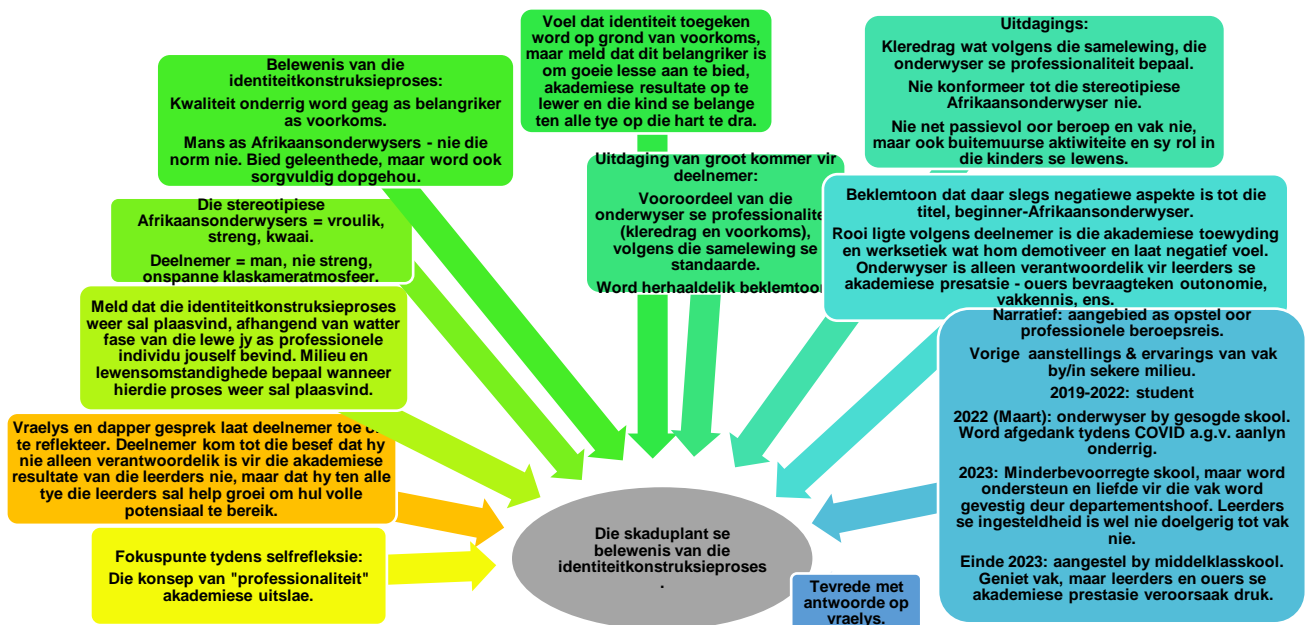 Voel dat identiteit toegeken
word op grond van voorkoms,
maar meld dat dit belangriker is
om goeie lesse aan te bied,
akademiese resultate op te
lewer en die kind se belange
ten alle tye op die hart te dra.
Uitdagings:
Kleredrag wat volgens die samelewing, die
onderwyser se professionaliteit bepaal.
Nie konformeer tot die stereotipiese
Afrikaansonderwyser nie.
Nie net passievol oor beroep en vak nie,
maar ook buitemuurse aktiwiteite en sy rol in
die kinders se lewens.
Belewenis van die
identiteitkonstruksieproses:
Kwaliteit onderrig word geag as belangriker
as voorkoms.
Mans as Afrikaansonderwysers - nie die
norm nie. Bied geleenthede, maar word ook
sorgvuldig dopgehou.
Uitdaging van groot kommer vir
deelnemer:
Vooroordeel van die
onderwyser se professionalite
(kleredrag en voorkoms),
volgens die samelewing se
standaarde.
Word herhaaldelik beklemtoon
Beklemtoon dat daar slegs negatiewe aspekte is tot die
titel, beginner-Afrikaansonderwyser.
Rooi ligte volgens deelnemer is die akademiese toewyding
en werksetiek wat hom demotiveer en laat negatief voel.
Onderwyser is alleen verantwoordelik vir leerders se
akademiese presatsie - ouers bevraagteken outonomie,
vakkennis, ens.
Die stereotipiese
Afrikaansonderwysers = vroulik,
streng, kwaai.
Deelnemer = man, nie streng,
onspanne klaskameratmosfeer.
Meld dat die identiteitkonstruksieproses
weer sal plaasvind, afhangend van watter
fase van die lewe jy as professionele
individu jouself bevind. Milieu en
lewensomstandighede bepaal wanneer
hierdie proses weer sal plaasvind.
Narratief: aangebied as opstel oor
professionele beroepsreis.
Vorige aanstellings & ervarings van vak
by/in sekere milieu.
2019-2022: student
2022 (Maart): onderwyser by gesogde skool.
Word afgedank tydens COVID a.g.v. aanlyn
onderrig.
2023: Minderbevoorregte skool, maar word
ondersteun en liefde vir die vak word
gevestig deur departementshoof. Leerders
se ingesteldheid is wel nie doelgerig tot vak
nie.
Einde 2023: aangestel by middelklasskool.
Geniet vak, maar leerders en ouers se
akademiese prestasie veroorsaak druk.
Vraelys en dapper gesprek laat deelnemer toe
te reflekteer. Deelnemer kom tot die besef dat hy
nie alleen verantwoordelik is vir die akademiese
resultate van die leerders nie, maar dat hy ten alle
tye die leerders sal help groei om hul volle
potensiaal te bereik.
Fokuspunte tydens selfrefleksie:
Die konsep van "professionaliteit"
akademiese uitslae.
Die skaduplant se
belewenis van die
identiteitkonstruksieproses
.
Tevrede met
antwoorde op
vraelys.